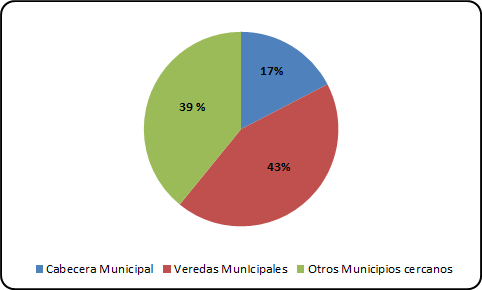 17%
39 %
43%
Cabecera Municipal Veredas MunIcipales Otros Municipios cercanos